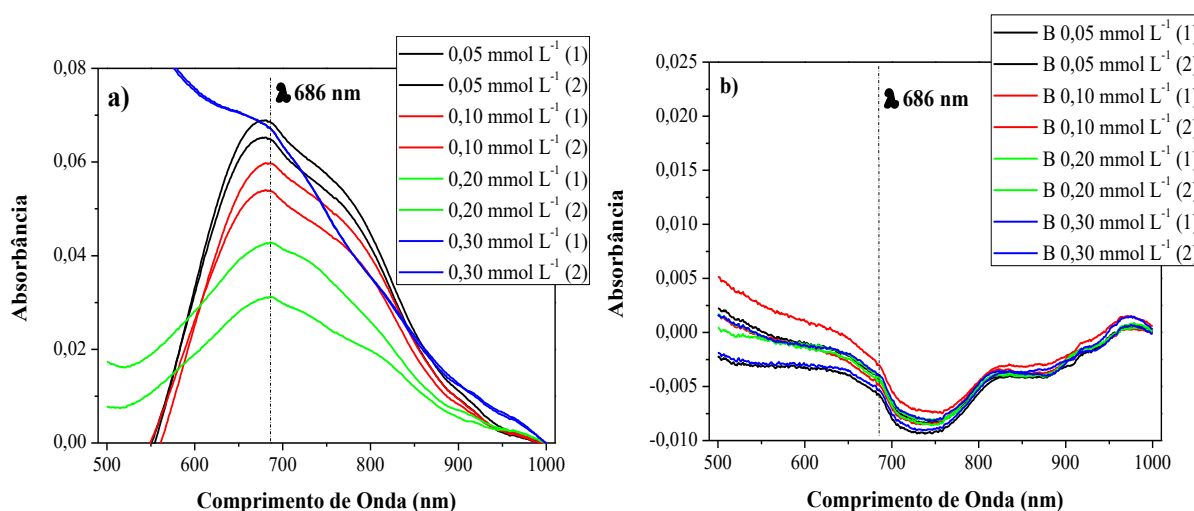 a)
λ 686 nm
0,05 mmol L⁻¹ (1)
0,05 mmol L⁻¹ (2)
0,10 mmol L⁻¹ (1)
0,10 mmol L⁻¹ (2)
0,20 mmol L⁻¹ (1)
0,20 mmol L⁻¹ (2)
0,30 mmol L⁻¹ (1)
0,30 mmol L⁻¹ (2)
0,08
0,06
0,04
0,02
0,00
Absorbância
500 600 700 800 900 1000
Comprimento de Onda (nm)
b)
λ 686 nm
B 0,05 mmol L⁻¹ (1)
B 0,05 mmol L⁻¹ (2)
B 0,10 mmol L⁻¹ (1)
B 0,10 mmol L⁻¹ (2)
B 0,20 mmol L⁻¹ (1)
B 0,20 mmol L⁻¹ (2)
B 0,30 mmol L⁻¹ (1)
B 0,30 mmol L⁻¹ (2)
0,025
0,020
0,015
0,010
0,005
0,000
-0,005
-0,010
Absorbância
500 600 700 800 900 1000
Comprimento de Onda (nm)